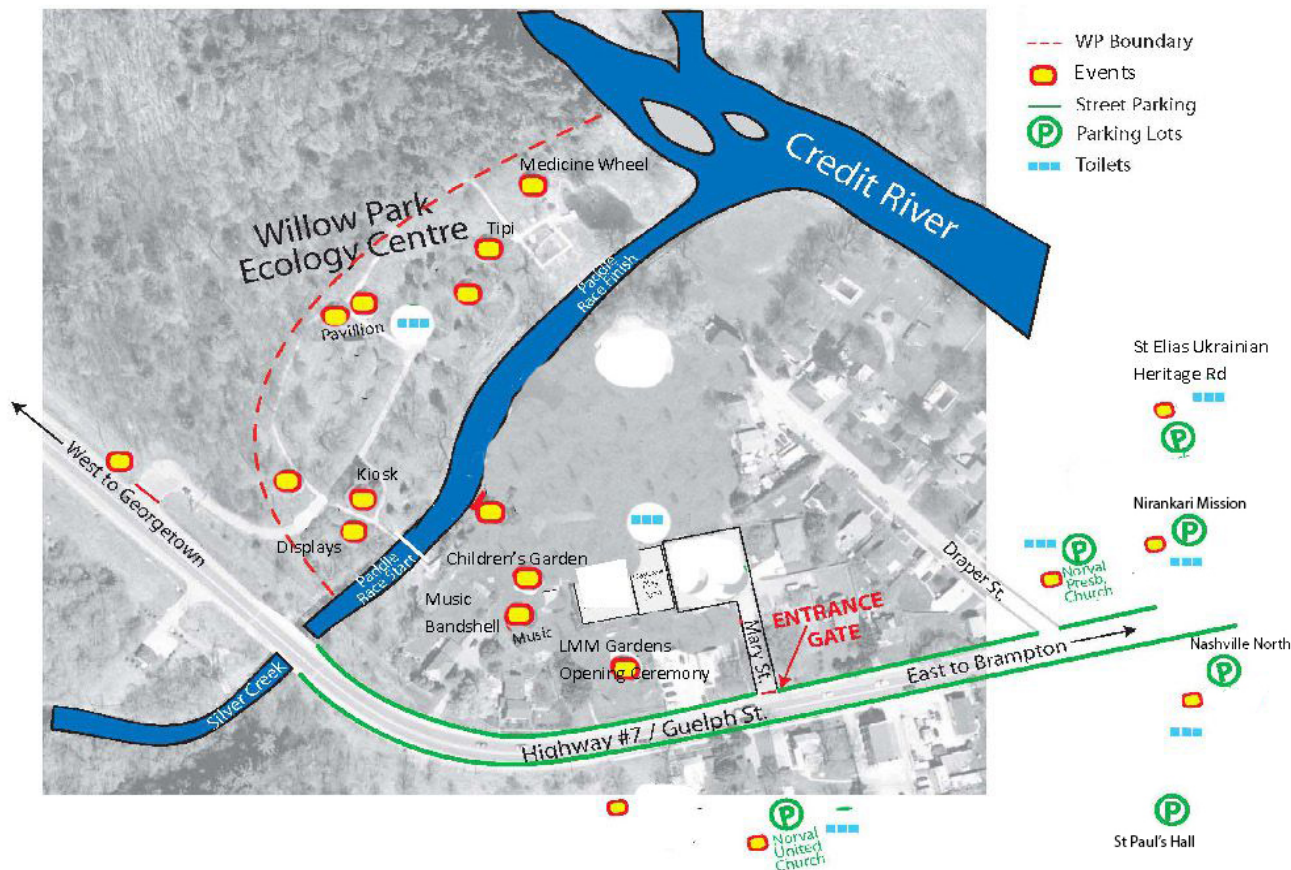 WP Boundary
Events
Street Parking
P Parking Lots
Toilets
Credit River
Medicine Wheel
Willow Park
Ecology Centre
Tipi
Paddle
Race Finish
Pavillion
St Elias Ukrainian
Heritage Rd
P
West to Georgetown
Kiosk
Displays
Paddle
Race Start
Nirankari Mission
P
P
Norval
Presb.
Church
Draper St.
Children's Garden
Music
Bandshell
Music
LMM Gardens
Opening Ceremony
Mary St.
ENTRANCE
GATE
East to Brampton
Nashville North
P
Silver Creek
Highway #7 / Guelph St.
P
Norval
United
Church
P
St Paul's Hall